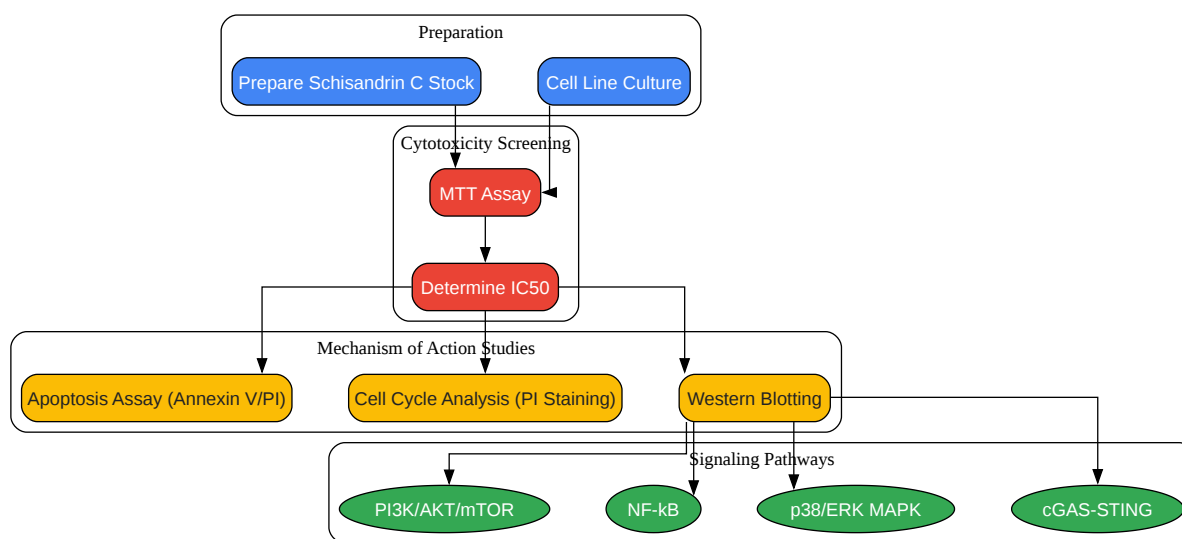 Preparation
Prepare Schisandrin C Stock
Cell Line Culture
Cytotoxicity Screening
MTT Assay
Determine IC50
Mechanism of Action Studies
Apoptosis Assay (Annexin V/PI)
Cell Cycle Analysis (PI Staining)
Western Blotting
Signaling Pathways
PI3K/AKT/mTOR
NF-kB
p38/ERK MAPK
cGAS-STING